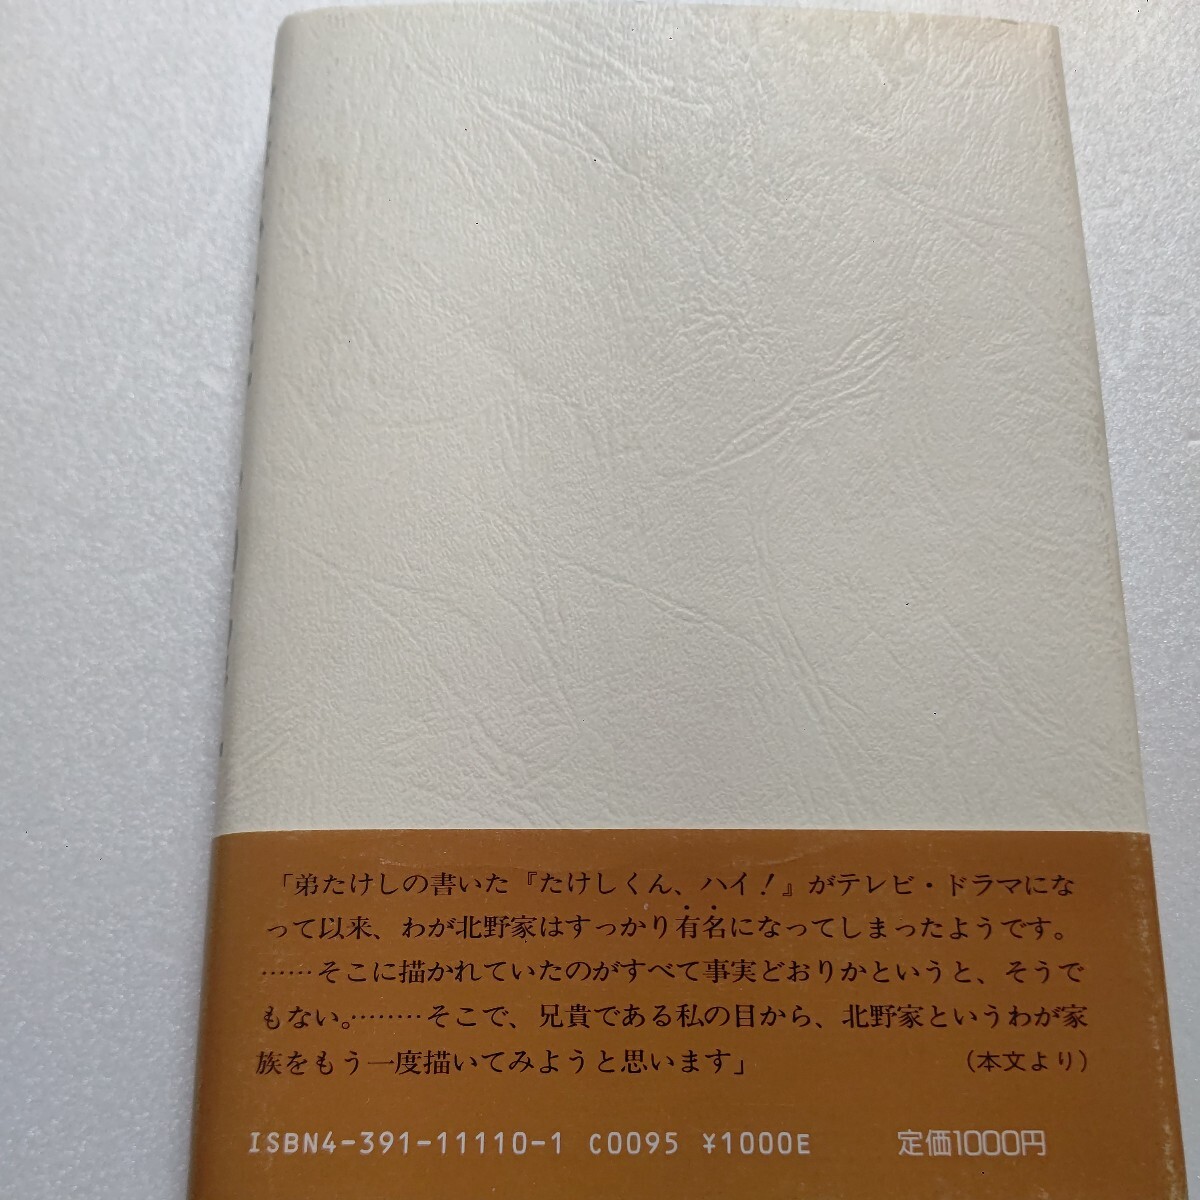 「弟たけしの書いた『たけしくん、ハイ！』がテレビ・ドラマにな
って以来、わが北野家はすっかり有名になってしまったようです。
……そこに描かれていたのがすべて事実どおりかというと、そうで
もない。………そこで、兄貴である私の目から、北野家というわが家
族をもう一度描いてみようと思います」 （本文より）
ISBN4-391-11110-1 C0095 ¥1000E 定価1000円